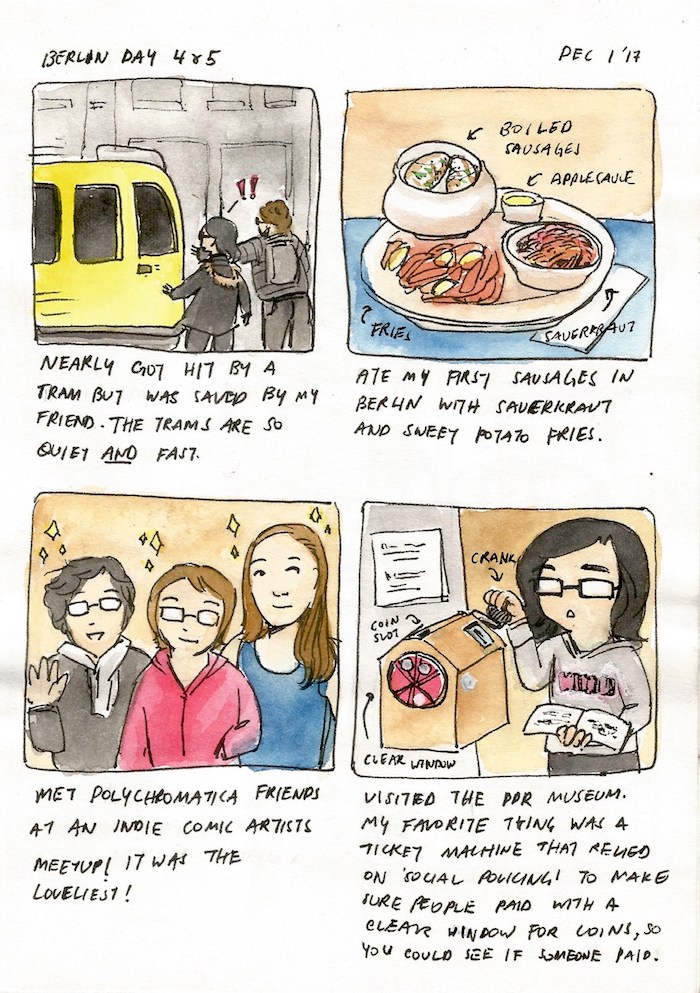 BERLIN DAY 4 & 5
DEC 1 '17
!!
NEARLY GOT HIT BY A
TRAM BUT WAS SAVED BY MY
FRIEND. THE TRAMS ARE SO
QUIET AND FAST.
BOILED
SAUSAGES
APPLESAUCE
FRIES
SAUERKRAUT
ATE MY FIRST SAUSAGES IN
BERLIN WITH SAUERKRAUT
AND SWEET POTATO FRIES.
MET POLYCHROMATICA FRIENDS
AT AN INDIE COMIC ARTISTS
MEETUP! IT WAS THE
LOVELIEST!
CRANK
COIN
SLOT
CLEAR WINDOW
VISITED THE DDR MUSEUM.
MY FAVORITE THING WAS A
TICKET MACHINE THAT RELIED
ON 'SOCIAL POLICING' TO MAKE
SURE PEOPLE PAID WITH A
CLEAR WINDOW FOR COINS, SO
YOU COULD SEE IF SOMEONE PAID.